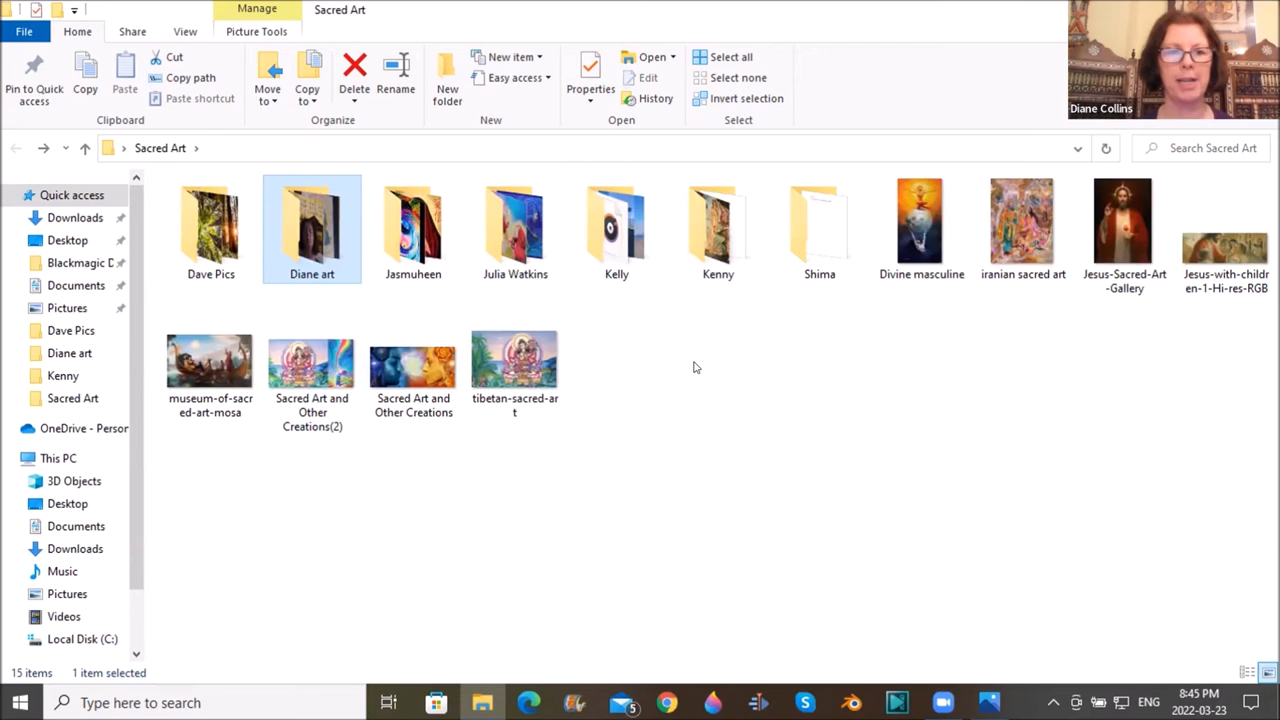 Manage
Sacred Art
File
Home
Share
View
Picture Tools
Pin to Quick access
Copy
Paste
Cut
Copy path
Paste shortcut
Clipboard
Move to
Copy to
Delete
Rename
Organize
New folder
New item
Easy access
New
Properties
Open
Edit
History
Open
Select all
Select none
Invert selection
Select
Diane Collins
Sacred Art
Search Sacred Art
Quick access
Downloads
Desktop
Blackmagic D
Documents
Pictures
Dave Pics
Diane art
Kenny
Sacred Art
OneDrive - Person
This PC
3D Objects
Desktop
Documents
Downloads
Music
Pictures
Videos
Local Disk (C:)
Dave Pics
Diane art
Jasmuheen
Julia Watkins
Kelly
Kenny
Shima
Divine masculine
iranian sacred art
Jesus-Sacred-Art
-Gallery
Jesus-with-childr
en-1-Hi-res-RGB
museum-of-sacr
ed-art-mosa
Sacred Art and
Other
Creations(2)
Sacred Art and
Other Creations
tibetan-sacred-ar
t
15 items
1 item selected
Type here to search
5
ENG
8:45 PM
2022-03-23